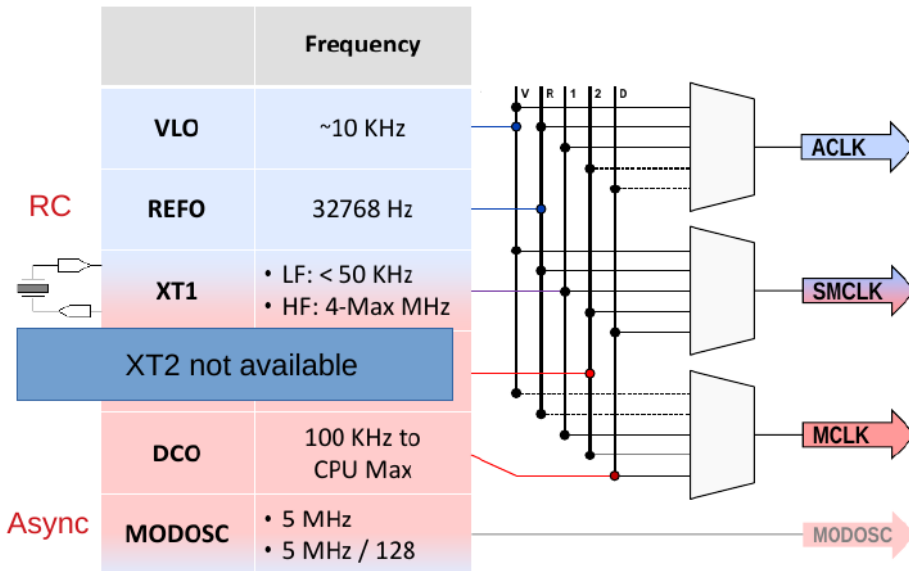 Frequency
V R 1 2 D
VLO
~10 KHz
ACLK
RC
REFO
32768 Hz
XT1
• LF: < 50 KHz
• HF: 4-Max MHz
SMCLK
XT2 not available
DCO
100 KHz to
CPU Max
MCLK
Async
MODOSC
• 5 MHz
• 5 MHz / 128
MODOSC